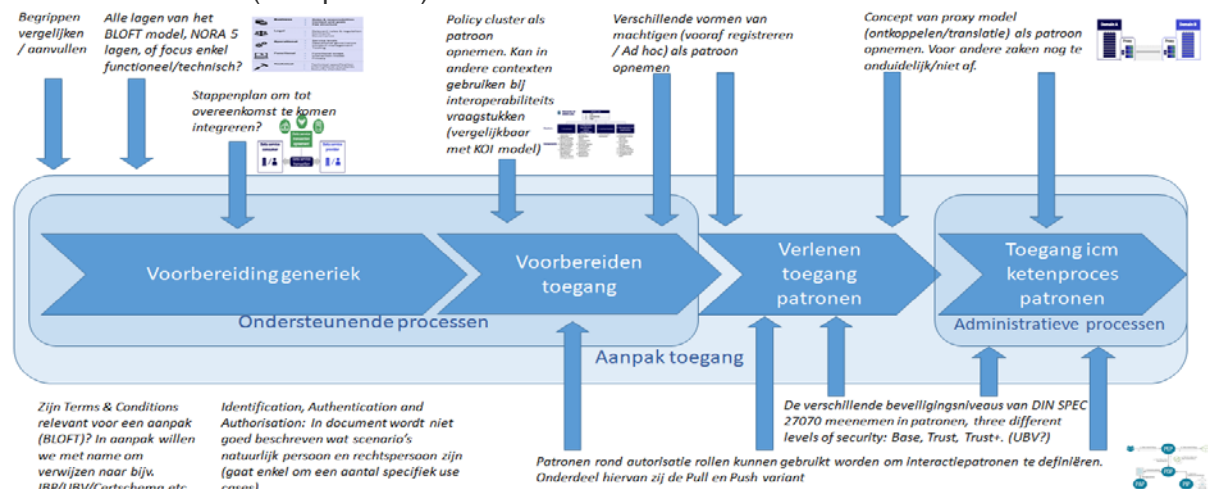 Begrippen
vergelijken
/ aanvullen
Alle lagen van het
BLOFT model, NORA 5
lagen, of focus enkel
functioneel/technisch?
Stappenplan om tot
overeenkomst te komen
integreren?
Policy cluster als
patroon
opnemen. Kan in
andere contexten
gebruiken bij
interoperabiliteits
vraagstukken
(vergelijkbaar
met KOI model)
Verschillende vormen van
machtigen (vooraf registreren
/ Ad hoc) als patroon
opnemen
Concept van proxy model
(ontkoppelen/translatie) als patroon
opnemen. Voor andere zaken nog te
onduidelijk/niet af.
Voorbereiding generiek
Voorbereiden
toegang
Verlenen
toegang
patronen
Toegang icm
ketenproces
patronen
Ondersteunende processen
Administratieve processen
Aanpak toegang
Zijn Terms & Conditions
relevant voor een aanpak
(BLOFT)? In aanpak willen
we met name om
verwijzen naar bijv.
IBP/UBV/Certschema etc
Identification, Authentication and
Authorisation: In document wordt niet
goed beschreven wat scenario's
natuurlijk persoon en rechtspersoon zijn
(gaat enkel om een aantal specifiek use
cases)
De verschillende beveiligingsniveaus van DIN SPEC
27070 meenemen in patronen, three different
levels of security: Base, Trust, Trust+. (UBV?)
Patronen rond autorisatie rollen kunnen gebruikt worden om interactiepatronen te definiëren.
Onderdeel hiervan zij de Pull en Push variant